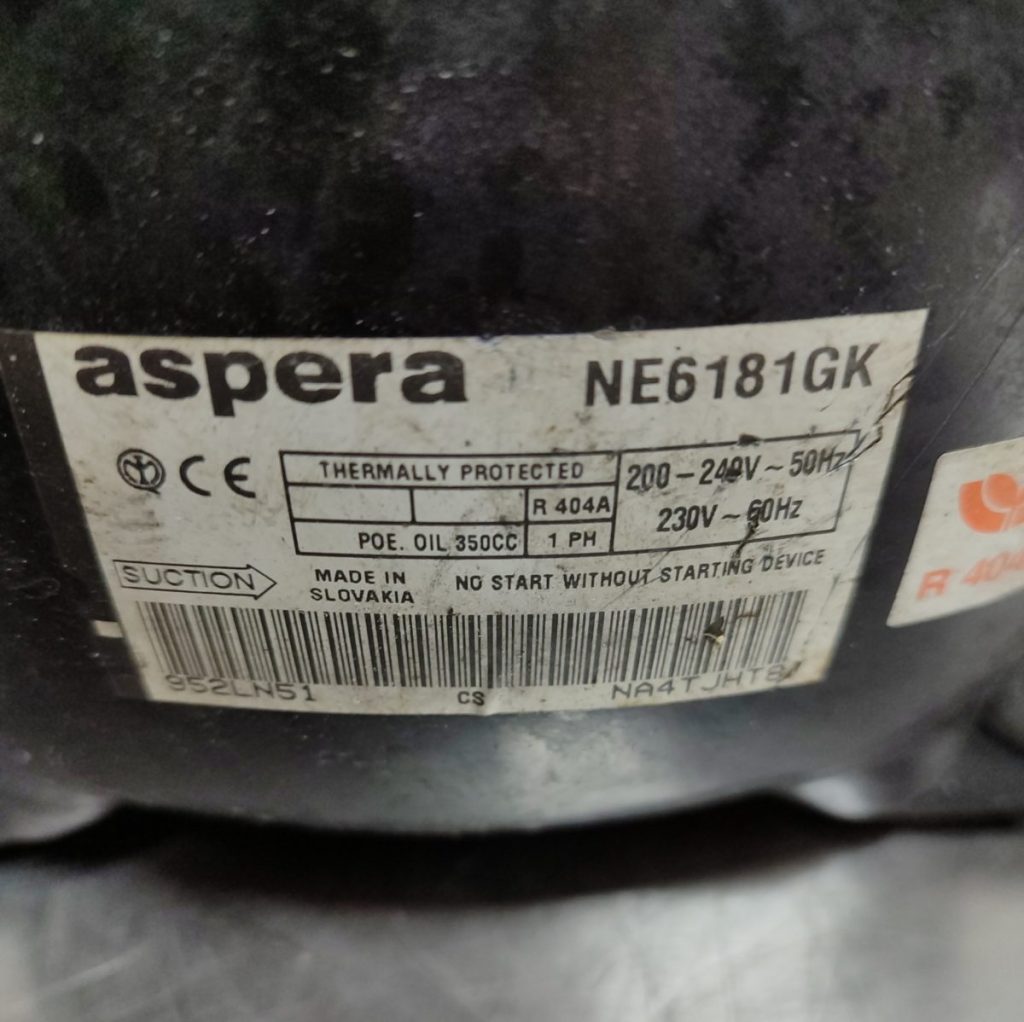 aspera NE6181GK
CE
THERMALLY PROTECTED
R 404A
POE. OIL 350CC 1 PH
200-240V~50Hz
230V~60Hz
SUCTION
MADE IN
SLOVAKIA
NO START WITHOUT STARTING DEVICE
952LN51 CS NA4TJHT8
R 404